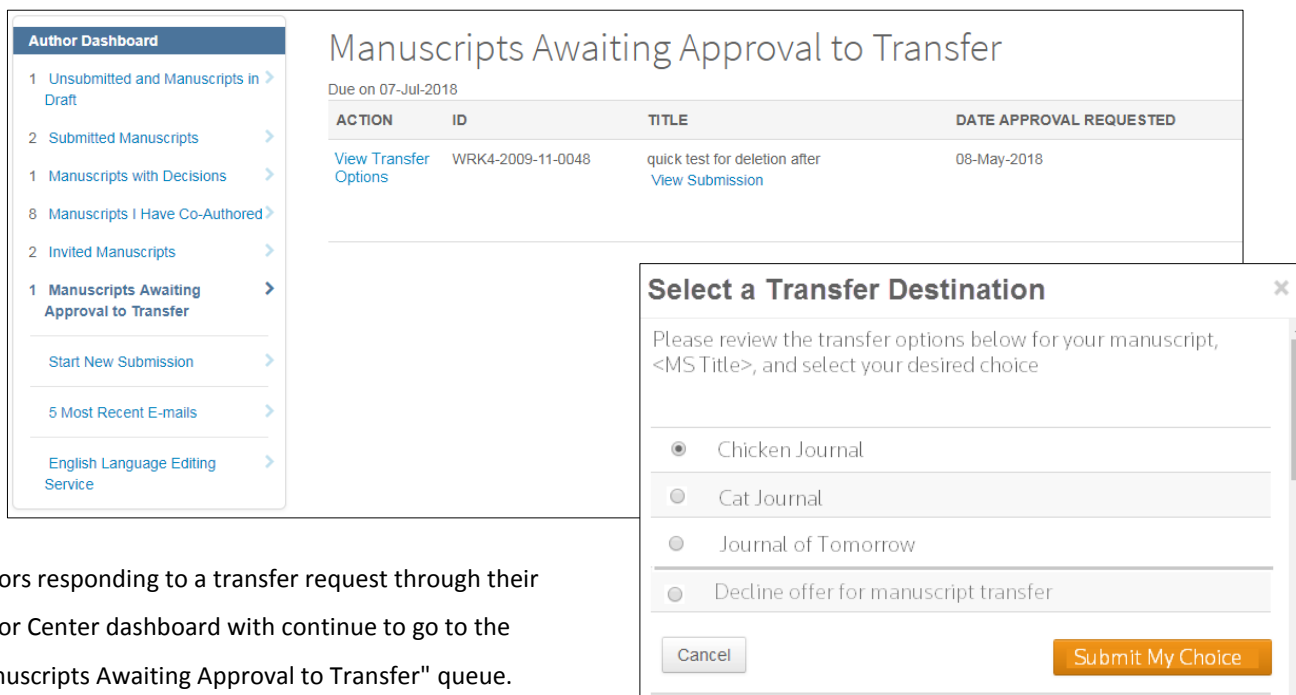 Author Dashboard
1 Unsubmitted and Manuscripts in
Draft
2 Submitted Manuscripts
1 Manuscripts with Decisions
8 Manuscripts I Have Co-Authored
2 Invited Manuscripts
1 Manuscripts Awaiting
Approval to Transfer
Start New Submission
5 Most Recent E-mails
English Language Editing
Service
Manuscripts Awaiting Approval to Transfer
Due on 07-Jul-2018
ACTION ID TITLE DATE APPROVAL REQUESTED
View Transfer WRK4-2009-11-0048 quick test for deletion after 08-May-2018
Options View Submission
Select a Transfer Destination ×
Please review the transfer options below for your manuscript,
<MS Title>, and select your desired choice
Chicken Journal
Cat Journal
Journal of Tomorrow
Decline offer for manuscript transfer
Cancel Submit My Choice
ors responding to a transfer request through their
or Center dashboard with continue to go to the
nuscripts Awaiting Approval to Transfer" queue.